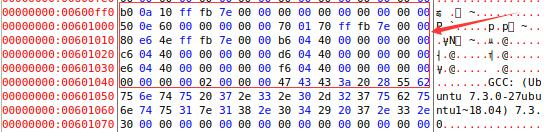 00000000:00600ff0 b0 0a 10 ff fb 7e 00 00 00 00 00 00 00 00 00 00
00000000:00601000 50 0e 60 00 00 00 00 00 70 01 70 ff fb 7e 00 00 p.p ~..
00000000:00601010 80 e6 4e ff fb 7e 00 00 b6 04 40 00 00 00 00 00 .@.....
00000000:00601020 c6 04 40 00 00 00 00 00 d6 04 40 00 00 00 00 00 .@.....
00000000:00601030 e6 04 40 00 00 00 00 00 f6 04 40 00 00 00 00 00 .@.....
00000000:00601040 00 00 00 00 02 00 00 00 47 43 43 3a 20 28 55 62 ........GCC: (Ub
00000000:00601050 75 6e 74 75 20 37 2e 33 2e 30 2d 32 37 75 62 75 untu 7.3.0-27ubu
00000000:00601060 6e 74 75 31 7e 31 38 2e 30 34 29 20 37 2e 33 2e ntu1~18.04) 7.3.
00000000:00601070 30 00 00 00 00 00 00 00 00 00 00 00 00 00 00 00 0...............